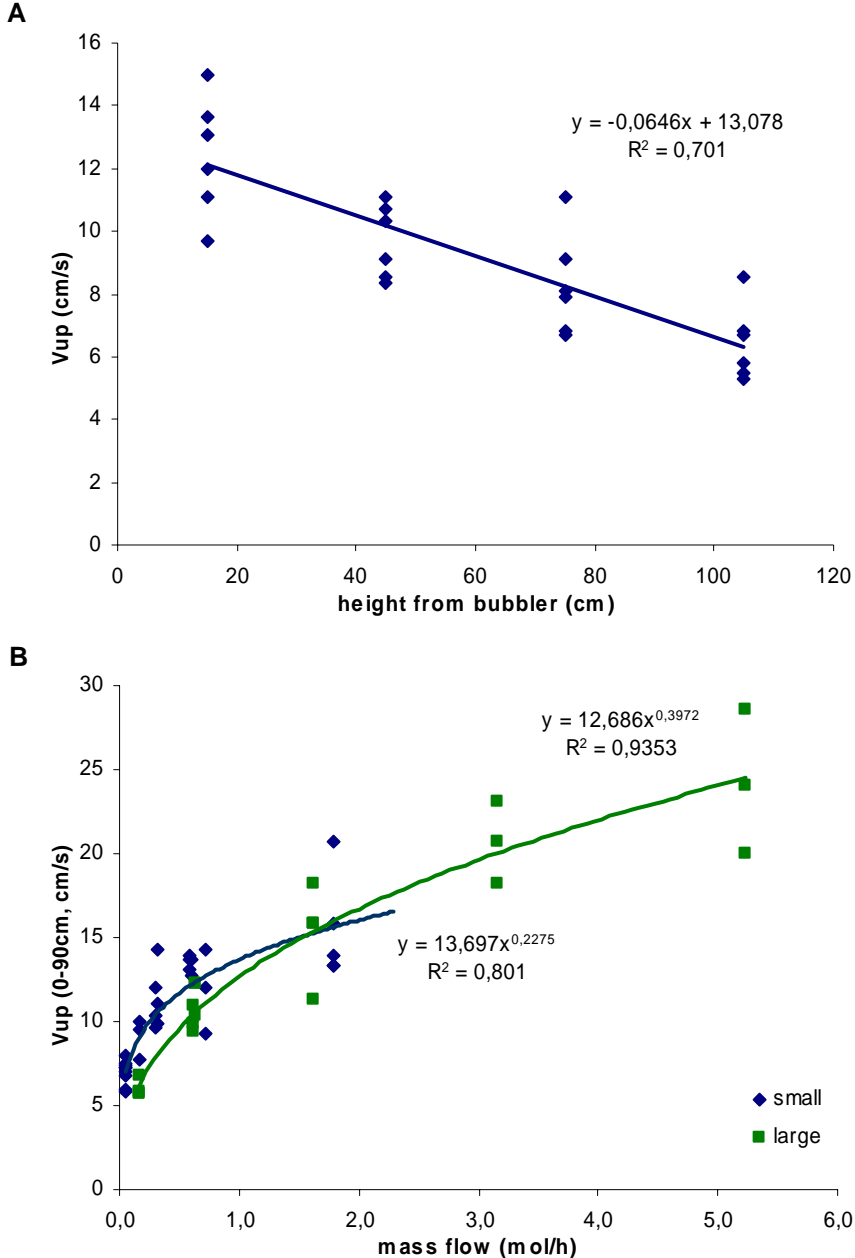 A
16
14
12
10
8
6
4
2
0
Vup (cm/s)
y = -0,0646x + 13,078
R² = 0,701
0 20 40 60 80 100 120
height from bubbler (cm)
B
30
25
20
15
10
5
0
Vup (0-90cm, cm/s)
y = 12,686x^0,3972
R² = 0,9353
y = 13,697x^0,2275
R² = 0,801
small
large
0,0 1,0 2,0 3,0 4,0 5,0 6,0
mass flow (mol/h)